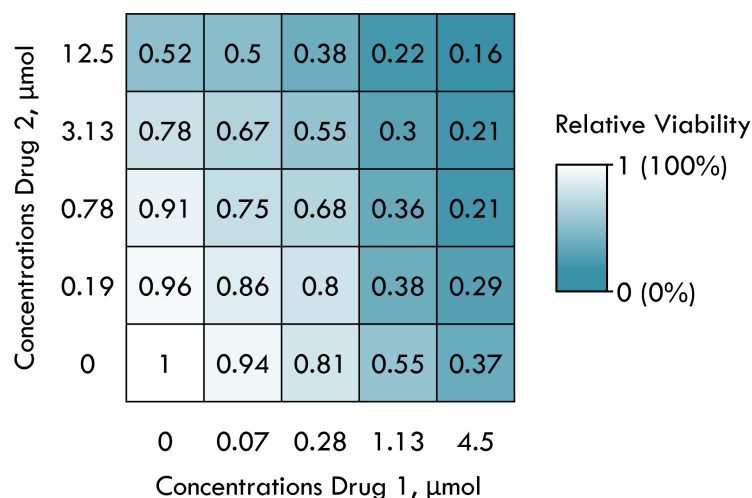 12.5 0.52 0.5 0.38 0.22 0.16
3.13 0.78 0.67 0.55 0.3 0.21
0.78 0.91 0.75 0.68 0.36 0.21
0.19 0.96 0.86 0.8 0.38 0.29
0 1 0.94 0.81 0.55 0.37
0 0.07 0.28 1.13 4.5
Concentrations Drug 1, μmol
Concentrations Drug 2, μmol
Relative Viability
1 (100%)
0 (0%)